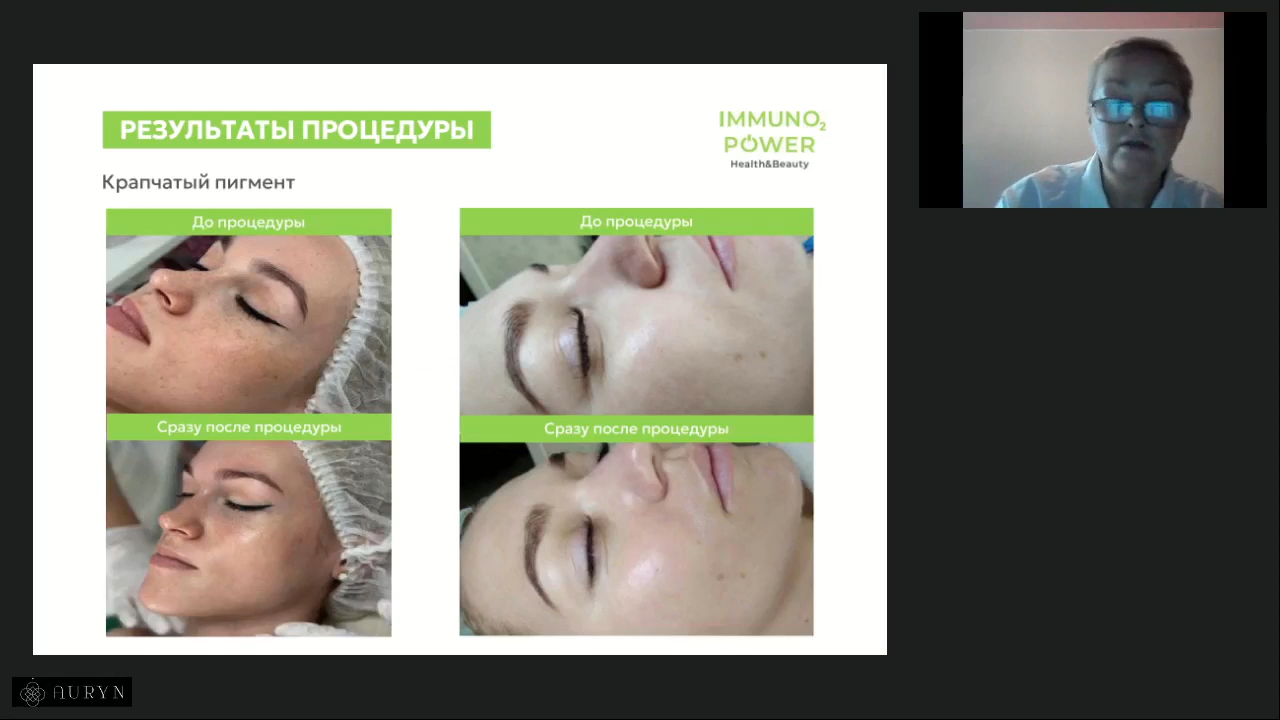 РЕЗУЛЬТАТЫ ПРОЦЕДУРЫ
IMMUNO₂
POWER
Health&Beauty
Крапчатый пигмент
До процедуры
До процедуры
Сразу после процедуры
Сразу после процедуры
AURYN